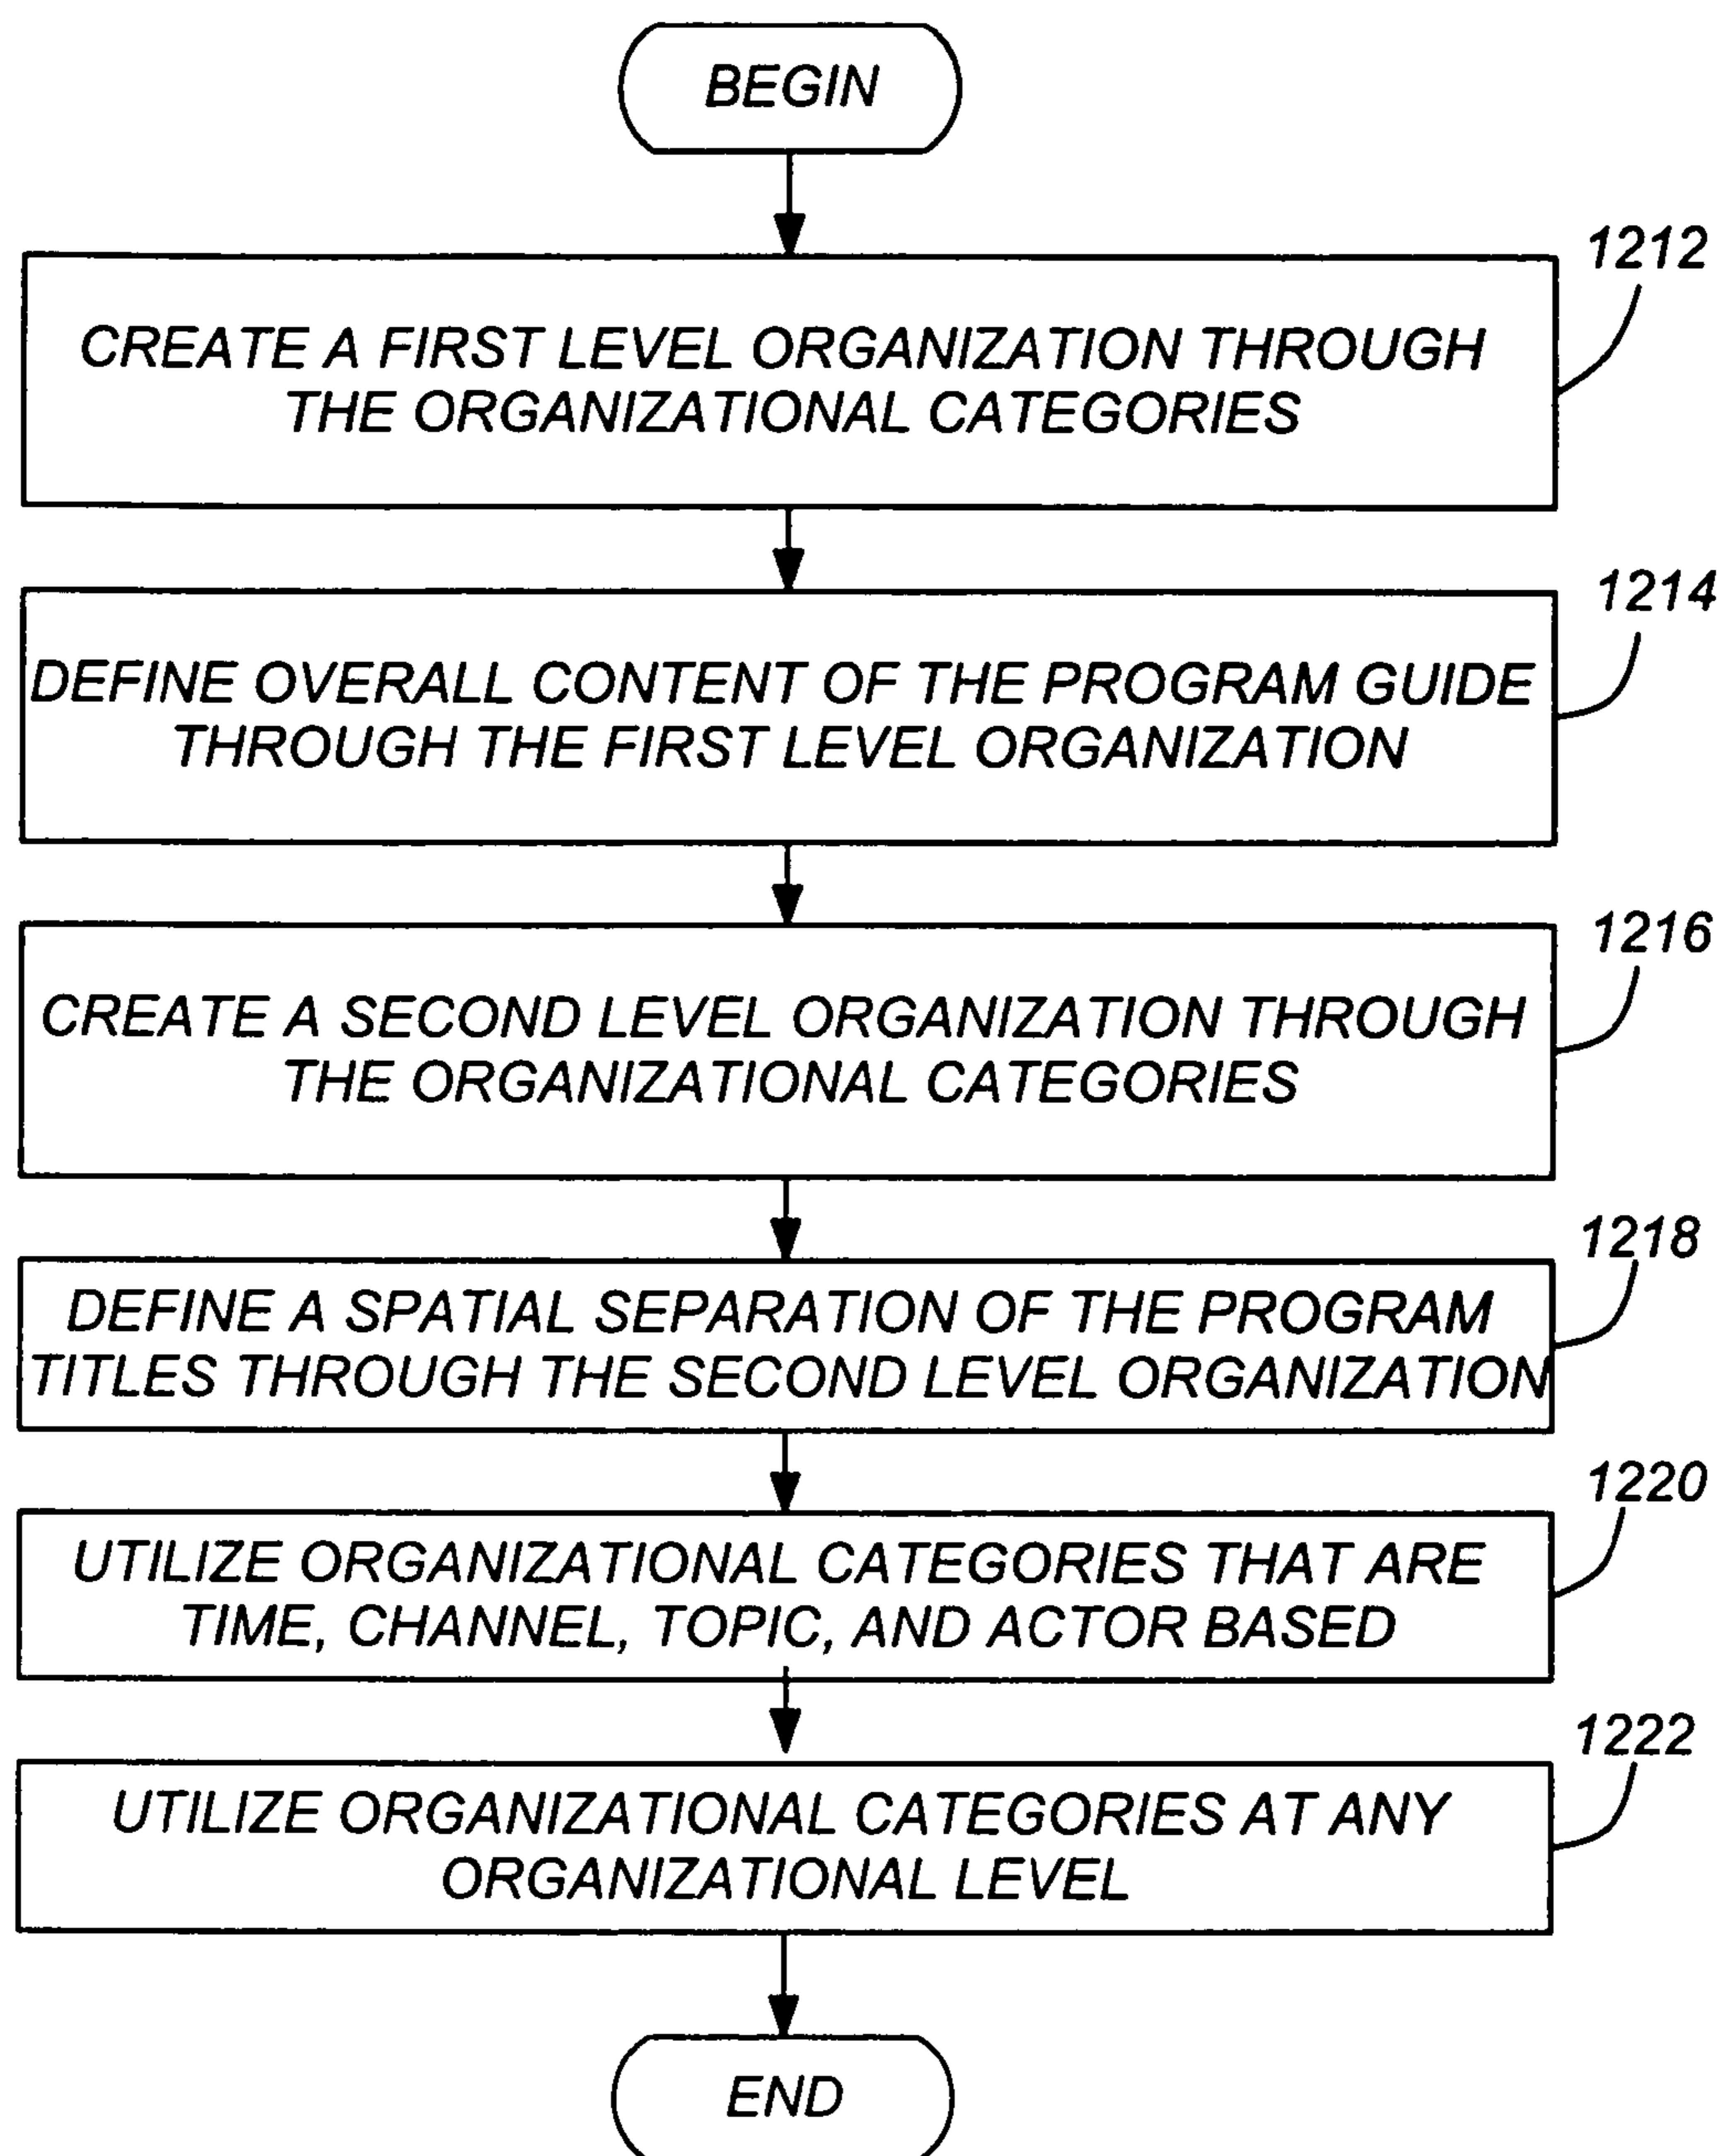 BEGIN
1212
CREATE A FIRST LEVEL ORGANIZATION THROUGH
THE ORGANIZATIONAL CATEGORIES
1214
DEFINE OVERALL CONTENT OF THE PROGRAM GUIDE
THROUGH THE FIRST LEVEL ORGANIZATION
1216
CREATE A SECOND LEVEL ORGANIZATION THROUGH
THE ORGANIZATIONAL CATEGORIES
1218
DEFINE A SPATIAL SEPARATION OF THE PROGRAM
TITLES THROUGH THE SECOND LEVEL ORGANIZATION
1220
UTILIZE ORGANIZATIONAL CATEGORIES THAT ARE
TIME, CHANNEL, TOPIC, AND ACTOR BASED
1222
UTILIZE ORGANIZATIONAL CATEGORIES AT ANY
ORGANIZATIONAL LEVEL
END